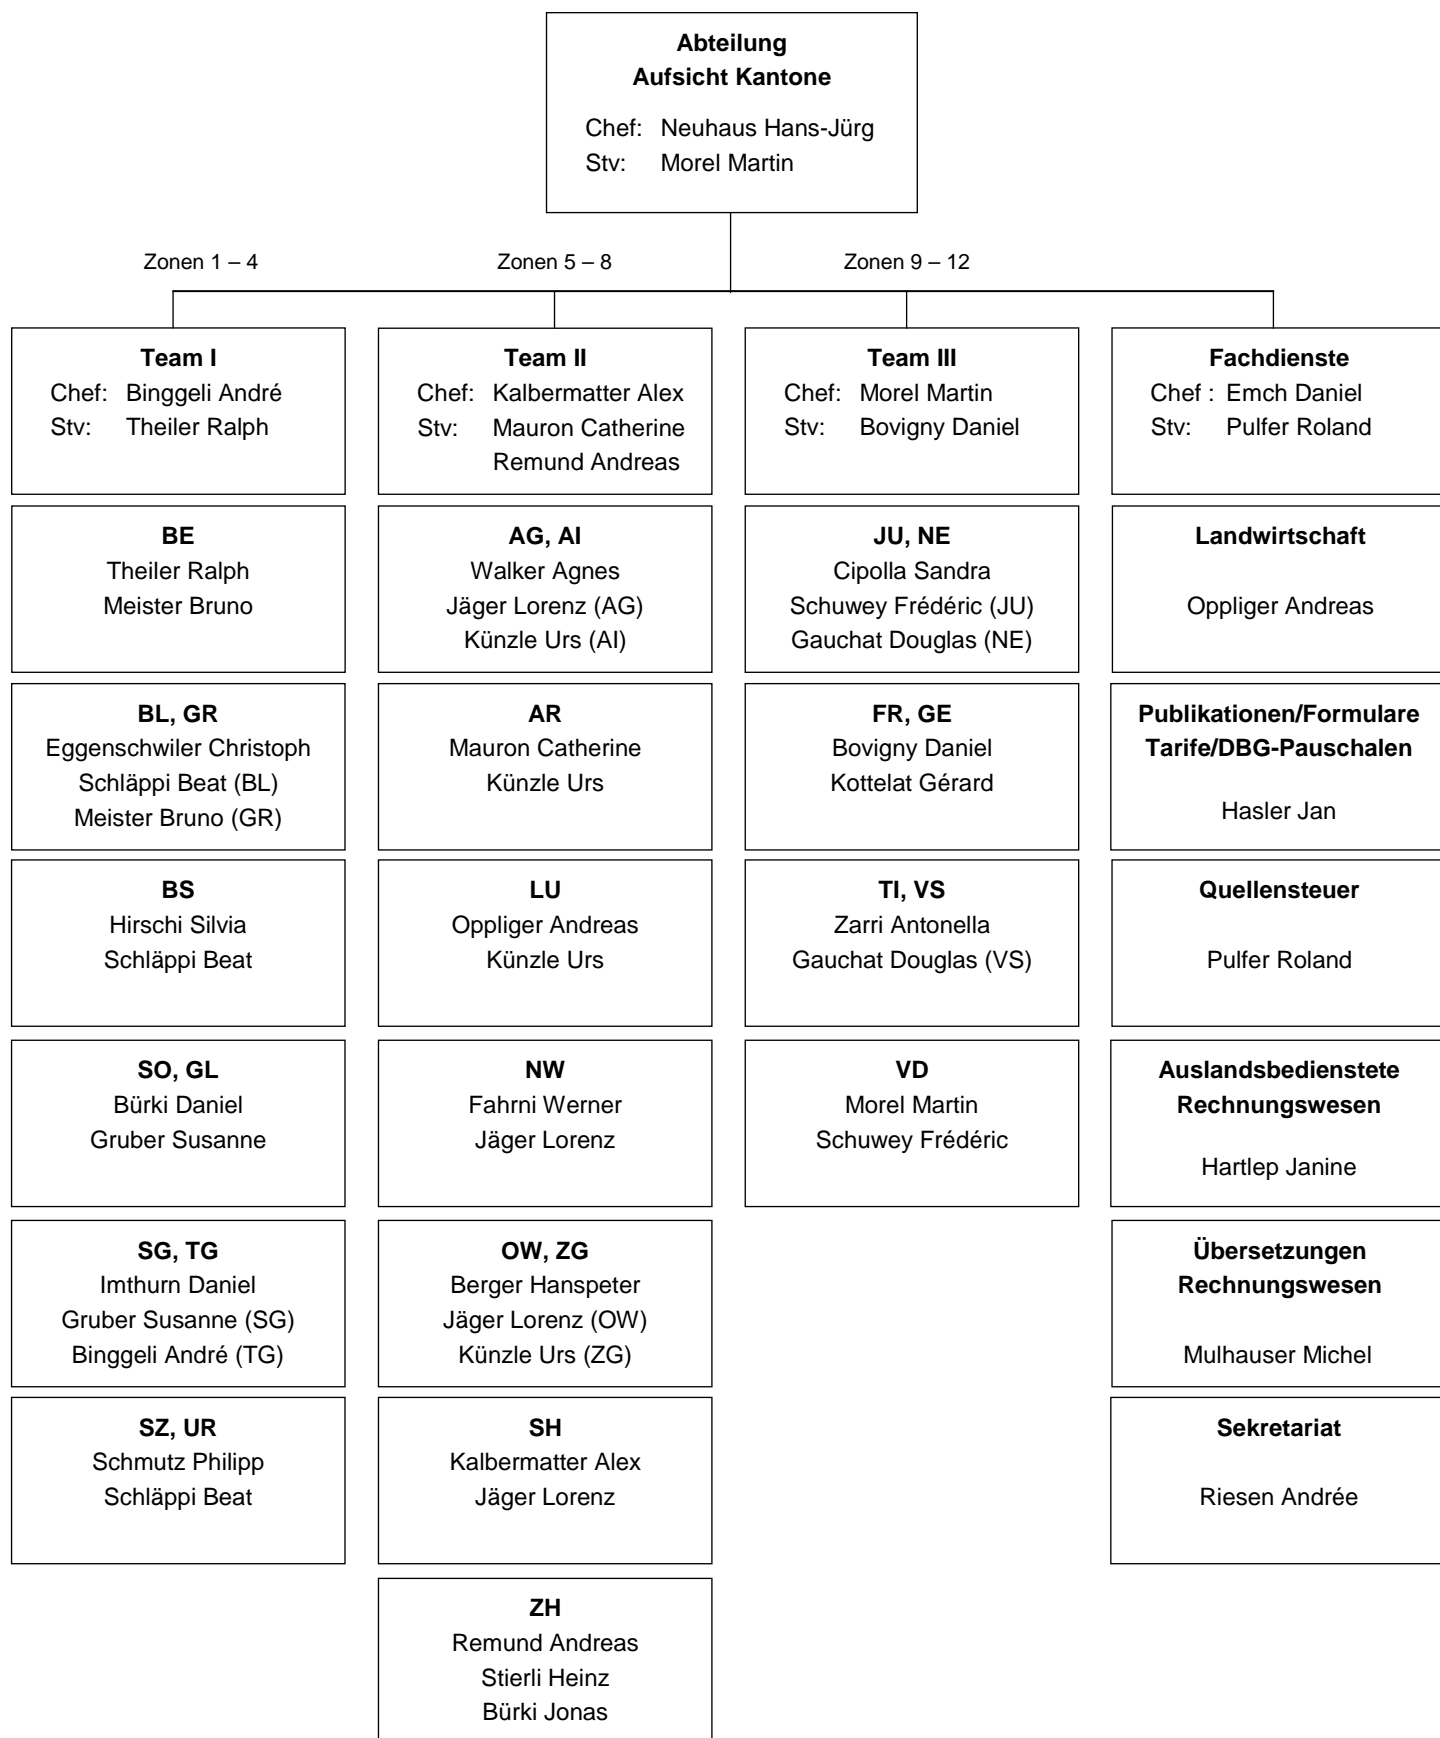 Abteilung
Aufsicht Kantone
Chef: Neuhaus Hans-Jürg
Stv: Morel Martin
Zonen 1 – 4
Zonen 5 – 8
Zonen 9 – 12
Team I
Chef: Binggeli André
Stv: Theiler Ralph
BE
Theiler Ralph
Meister Bruno
BL, GR
Eggenschwiler Christoph
Schläppi Beat (BL)
Meister Bruno (GR)
BS
Hirschi Silvia
Schläppi Beat
SO, GL
Bürki Daniel
Gruber Susanne
SG, TG
Imthurn Daniel
Gruber Susanne (SG)
Binggeli André (TG)
SZ, UR
Schmutz Philipp
Schläppi Beat
Team II
Chef: Kalbermatter Alex
Stv: Mauron Catherine
Remund Andreas
AG, AI
Walker Agnes
Jäger Lorenz (AG)
Künzle Urs (AI)
AR
Mauron Catherine
Künzle Urs
LU
Oppliger Andreas
Künzle Urs
NW
Fahrni Werner
Jäger Lorenz
OW, ZG
Berger Hanspeter
Jäger Lorenz (OW)
Künzle Urs (ZG)
SH
Kalbermatter Alex
Jäger Lorenz
ZH
Remund Andreas
Stierli Heinz
Bürki Jonas
Team III
Chef: Morel Martin
Stv: Bovigny Daniel
JU, NE
Cipolla Sandra
Schuwey Frédéric (JU)
Gauchat Douglas (NE)
FR, GE
Bovigny Daniel
Kottelat Gérard
TI, VS
Zarri Antonella
Gauchat Douglas (VS)
VD
Morel Martin
Schuwey Frédéric
Fachdienste
Chef : Emch Daniel
Stv: Pulfer Roland
Landwirtschaft
Oppliger Andreas
Publikationen/Formulare
Tarife/DBG-Pauschalen
Hasler Jan
Quellensteuer
Pulfer Roland
Auslandsbedienstete
Rechnungswesen
Hartlep Janine
Übersetzungen
Rechnungswesen
Mulhauser Michel
Sekretariat
Riesen Andrée